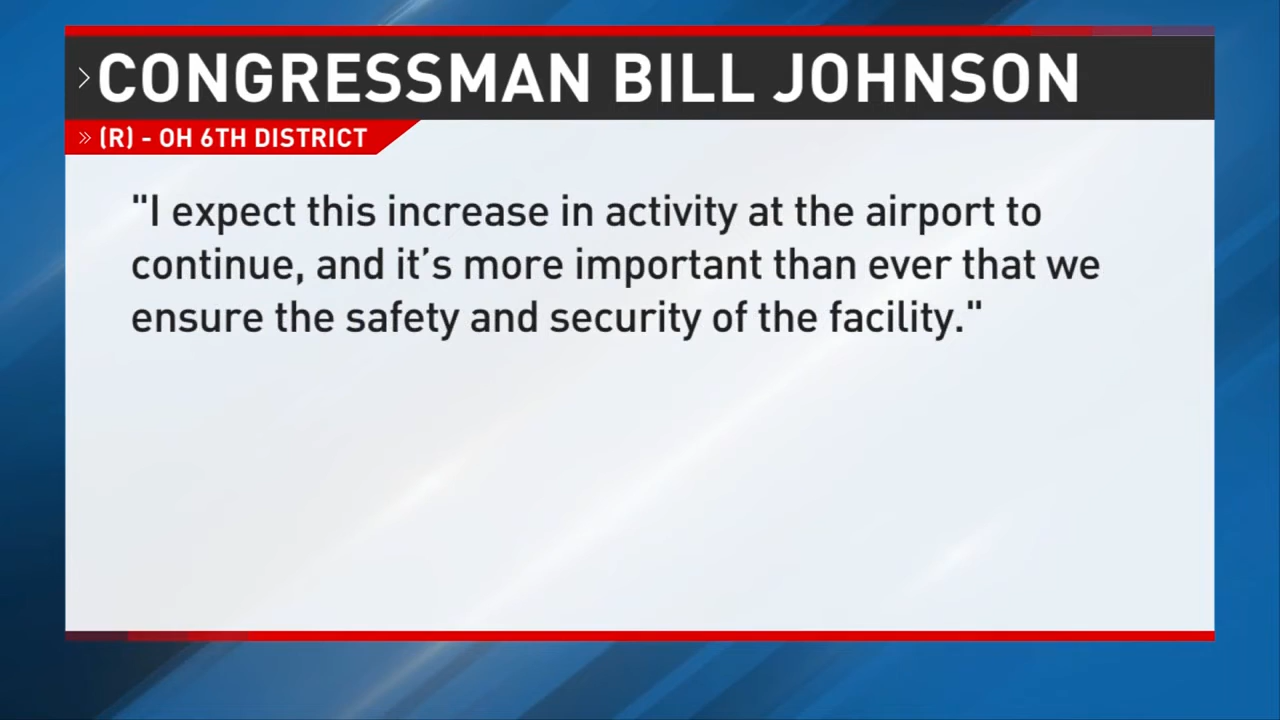 CONGRESSMAN BILL JOHNSON
(R) - OH 6TH DISTRICT
"I expect this increase in activity at the airport to
continue, and it’s more important than ever that we
ensure the safety and security of the facility."